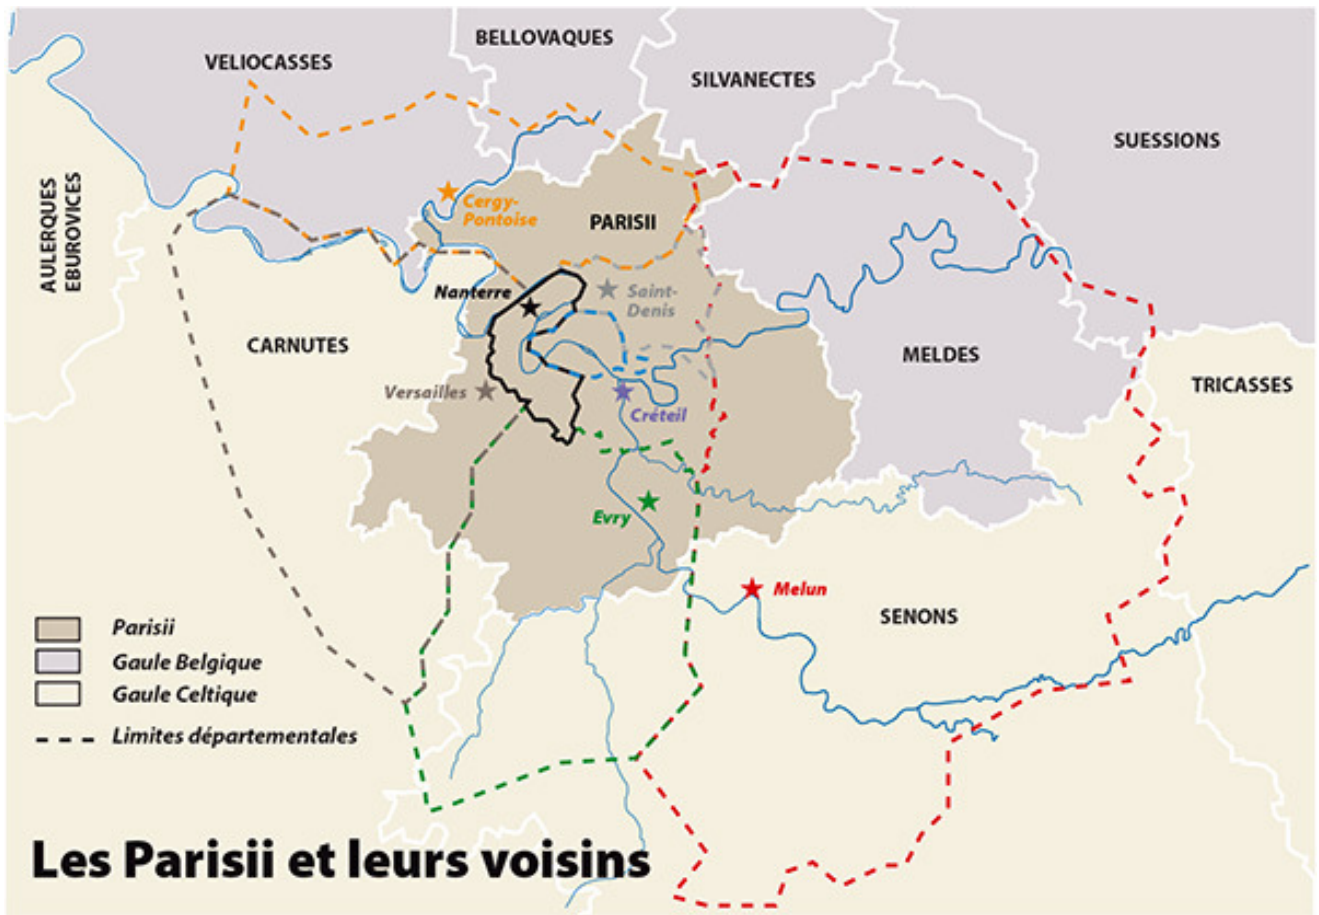 BELLOVAQUES
VELIOCASSES
SILVANECTES
SUESSIONS
AULERQUES
EBUROVICES
Cergy-
Pontoise
PARISII
Nanterre
Saint-
Denis
CARNUTES
MELDES
TRICASSES
Versailles
Créteil
Evry
Melun
SENONS
Parisii
Gaule Belgique
Gaule Celtique
Limites départementales
Les Parisii et leurs voisins